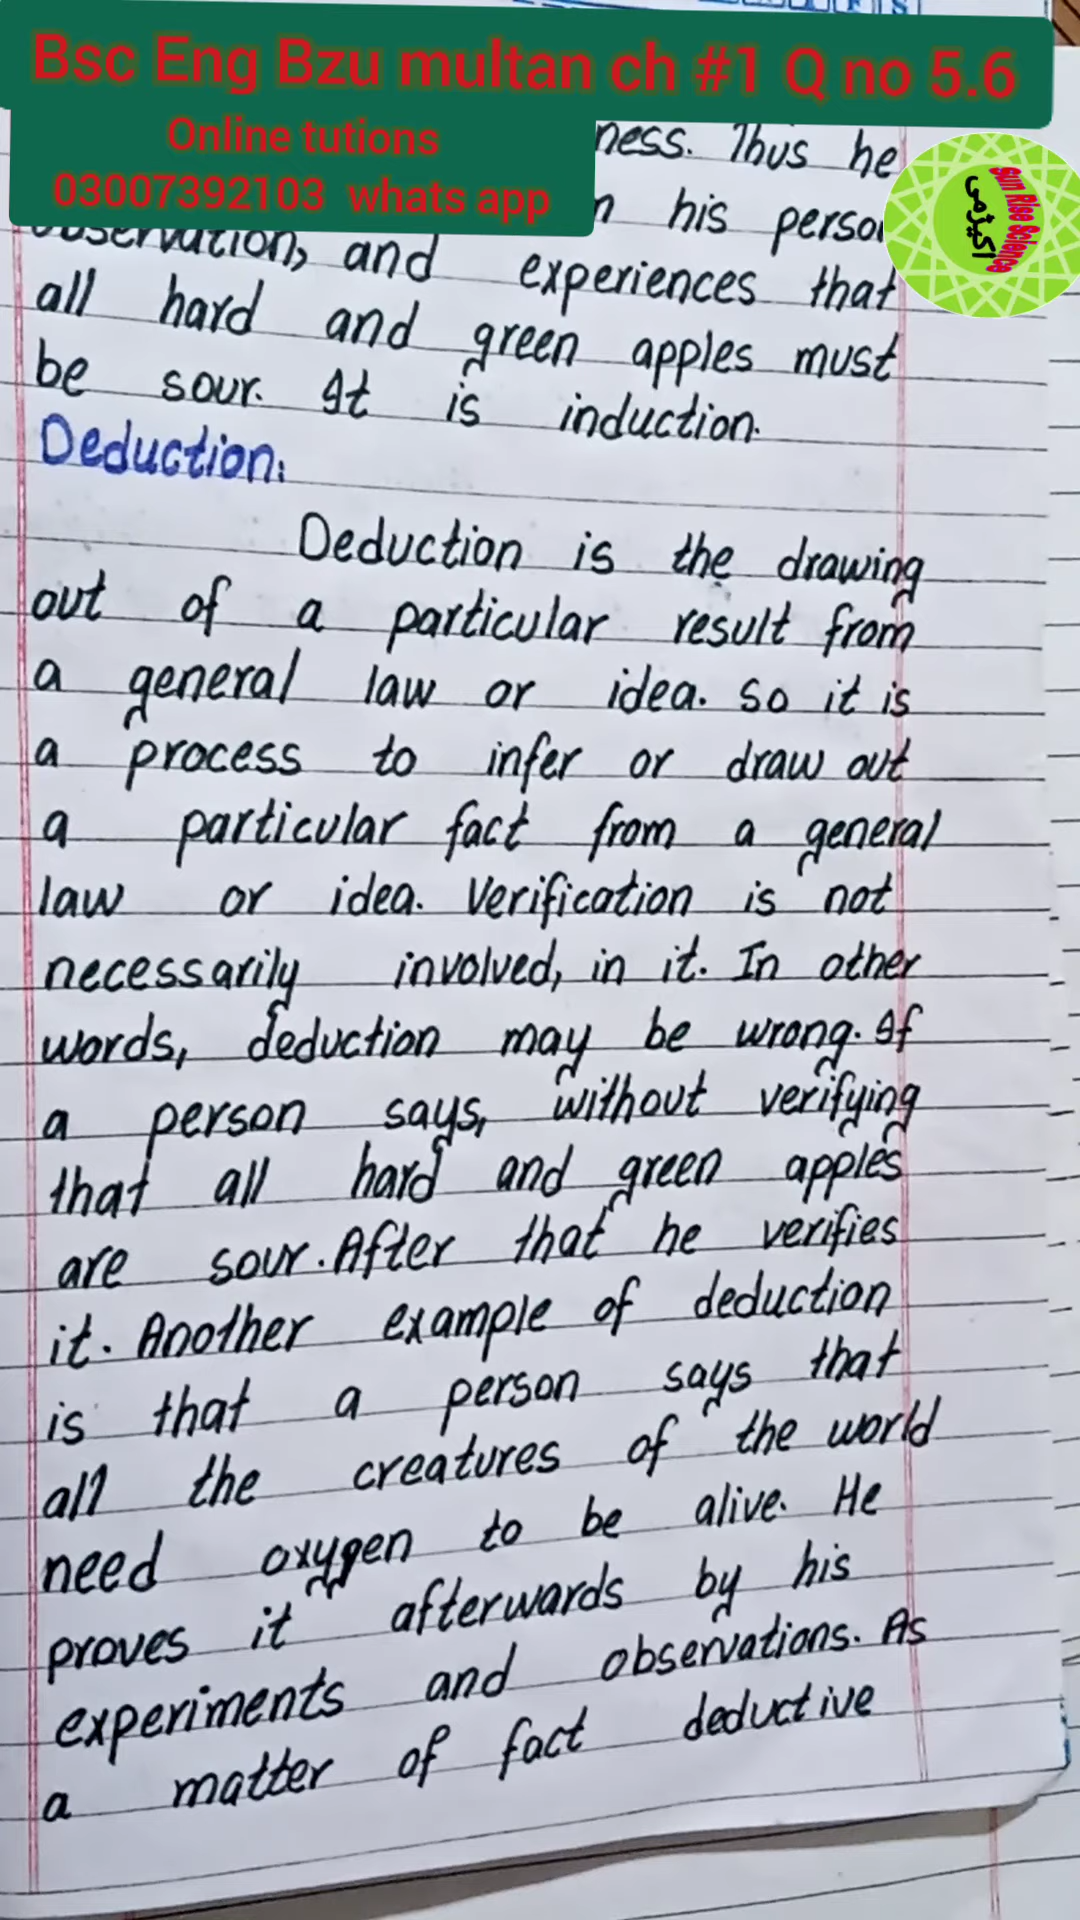 Bsc Eng Bzu multan ch #1 Q no 5.6
Online tutions
03007392103 whats app
Sun Rise Science
اکیڈمی
ness. Thus he
his
observation, and experiences that
all hard and green apples must
be sour. It is induction.
Deduction:
Deduction is the drawing
out of a particular result from
a general law or idea. So it is
a process to infer or draw out
a particular fact from a general
law or idea. Verification is not
necessarily involved, in it. In other
words, deduction may be wrong. If
a person says, without verifying
that all hard and green apples
are sour. After that he verifies
it. Another example of deduction
is that a person says that
all the creatures of the world
need oxygen to be alive. He
proves it afterwards by his
experiments and observations. As
a matter of fact deductive